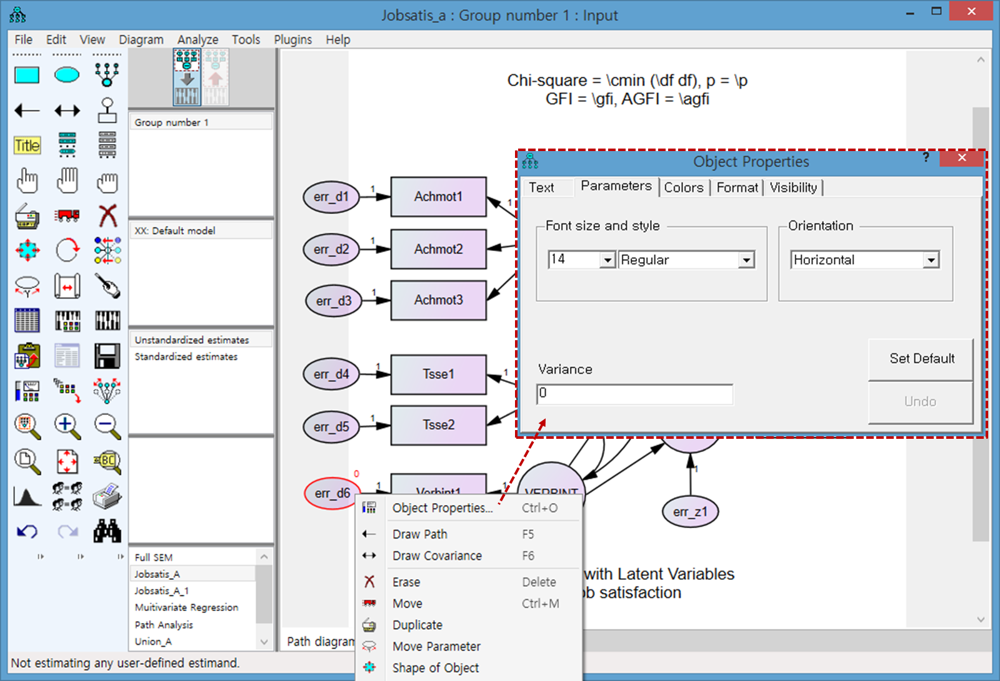 Jobsatis_a : Group number 1 : Input
File Edit View Diagram Analyze Tools Plugins Help
Title
Group number 1
XX: Default model
Unstandardized estimates
Standardized estimates
Full SEM
Jobsatis_A
Jobsatis_A_1
Muitivarriate Regression
Path Analysis
Union_A
Chi-square = \cmin (\df df), p = \p
GFI = \gfi, AGFI = \agfi
err_d1 1 Achmot1 1
err_d2 1 Achmot2
err_d3 1 Achmot3
err_d4 1 Tsse1 1
err_d5 1 Tsse2
0
err_d6 1 Verbint1 1 VERBINT
1
err_z1
with Latent Variables
ob satisfaction
Path diagram
Object Properties ?
Text Parameters Colors Format Visibility
Font size and style
14 Regular
Orientation
Horizontal
Variance
0
Set Default
Undo
Object Properties... Ctrl+O
Draw Path F5
Draw Covariance F6
Erase Delete
Move Ctrl+M
Duplicate
Move Parameter
Shape of Object
Not estimating any user-defined estimand.